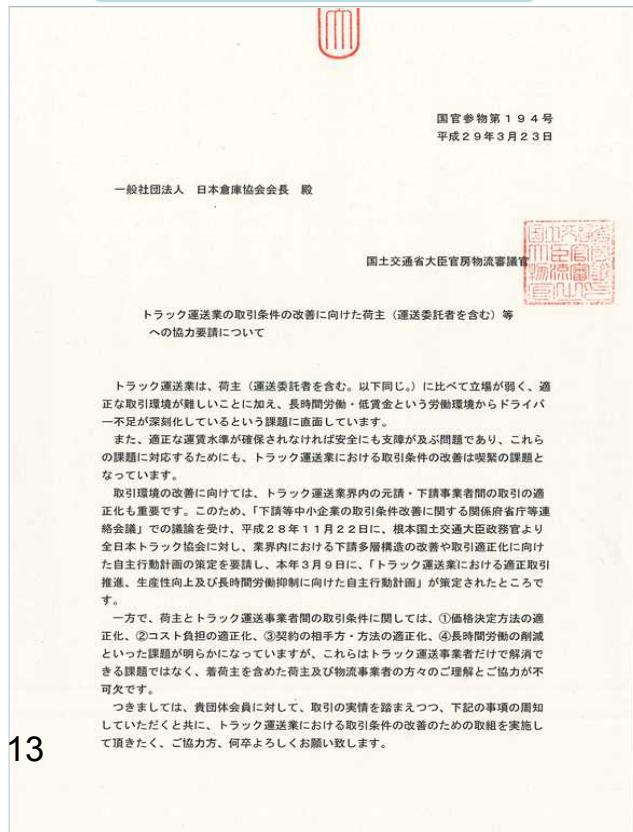 国官参物第194号
平成29年3月23日
一般社団法人 日本倉庫協会会長 殿
国土交通省大臣官房物流審議官
トラック運送業の取引条件の改善に向けた荷主（運送委託者を含む）等
への協力要請について
トラック運送業は、荷主（運送委託者を含む。以下同じ。）に比べて立場が弱く、適
正な取引環境が難しいことに加え、長時間労働・低賃金という労働環境からドライバ
ー不足が深刻化しているという課題に直面しています。
また、適正な運賃水準が確保されなければ安全にも支障が及ぶ問題であり、これら
の課題に対応するためにも、トラック運送業における取引条件の改善は喫緊の課題と
なっています。
取引環境の改善に向けては、トラック運送業界内の元請・下請事業者間の取引の適
正化も重要です。このため、「下請等中小企業の取引条件改善に関する関係府省庁等連
絡会議」での議論を受け、平成28年11月22日に、根本国土交通大臣政務官より
全日本トラック協会に対し、業界内における下請多層構造の改善や取引適正化に向け
た自主行動計画の策定を要請し、本年3月9日に、「トラック運送業における適正取引
推進、生産性向上及び長時間労働抑制に向けた自主行動計画」が策定されたところで
す。
一方で、荷主とトラック運送事業者間の取引条件に関しては、①価格決定方法の適
正化、②コスト負担の適正化、③契約の相手方・方法の適正化、④長時間労働の削減
といった課題が明らかになっていますが、これらはトラック運送事業者だけで解消で
きる課題ではなく、着荷主を含めた荷主及び物流事業者の方々のご理解とご協力が不
可欠です。
つきましては、貴団体会員に対して、取引の実情を踏まえつつ、下記の事項の周知
していただくと共に、トラック運送業における取引条件の改善のための取組を実施し
て頂きたく、ご協力方、何卒よろしくお願い致します。
13